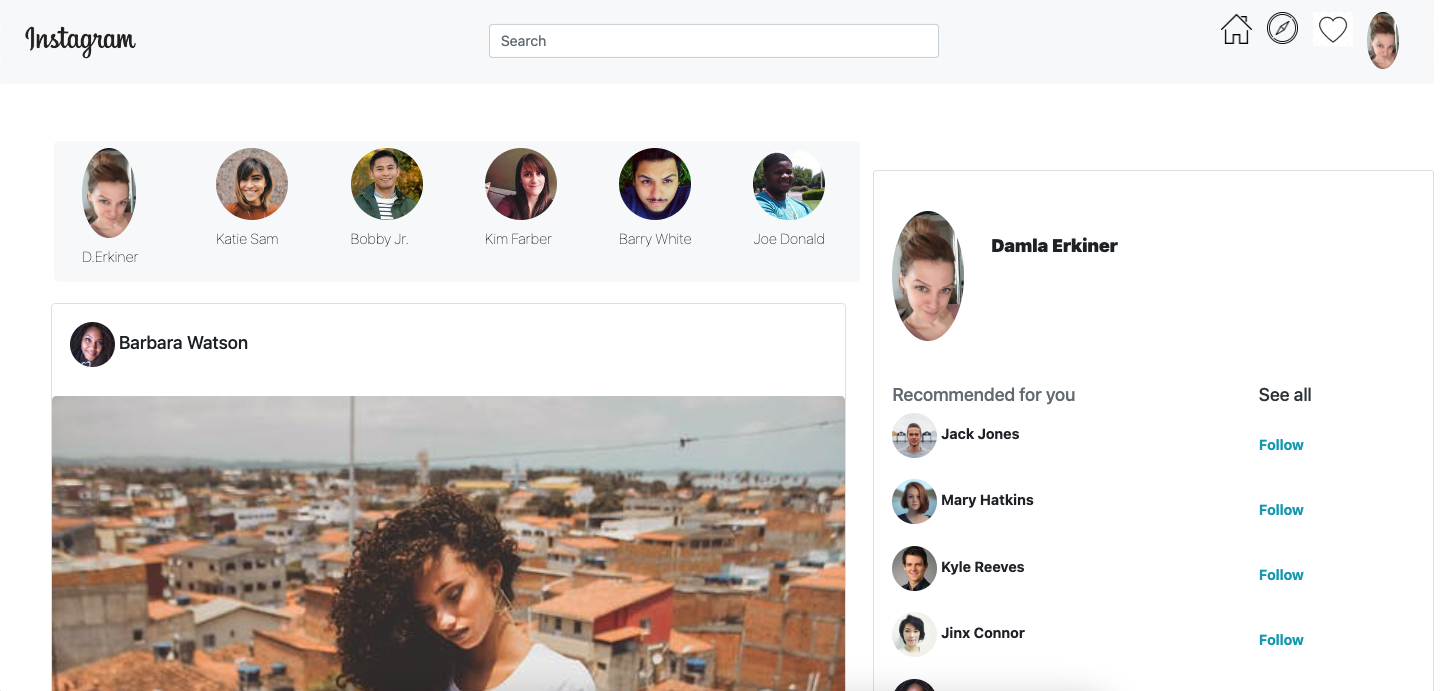 Instagram
Search
D.Erkiner
Katie Sam
Bobby Jr.
Kim Farber
Barry White
Joe Donald
Barbara Watson
Damla Erkiner
Recommended for you
See all
Jack Jones
Follow
Mary Hatkins
Follow
Kyle Reeves
Follow
Jinx Connor
Follow